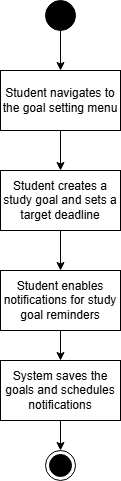 Student navigates to
the goal setting menu
Student creates a
study goal and sets a
target deadline
Student enables
notifications for study
goal reminders
System saves the
goals and schedules
notifications